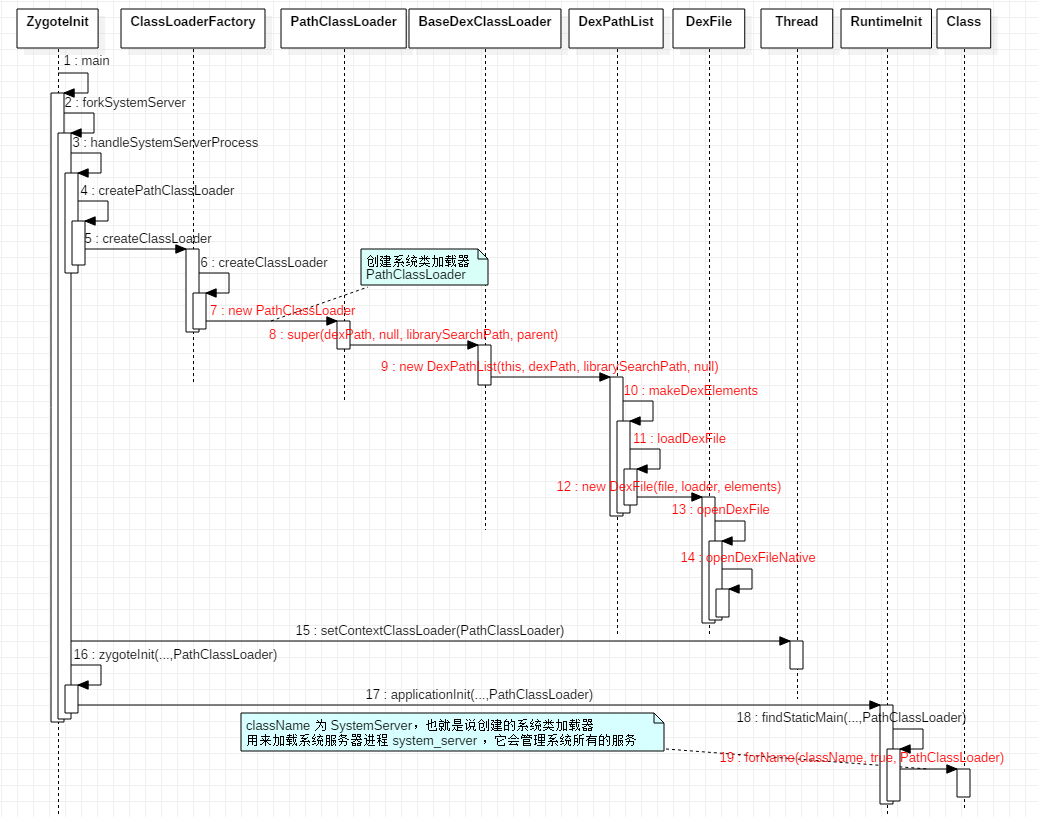 ZygoteInit
ClassLoaderFactory
PathClassLoader
BaseDexClassLoader
DexPathList
DexFile
Thread
RuntimeInit
Class
1 : main
2 : forkSystemServer
3 : handleSystemServerProcess
4 : createPathClassLoader
5 : createClassLoader
6 : createClassLoader
创建系统类加载器
PathClassLoader
7 : new PathClassLoader
8 : super(dexPath, null, librarySearchPath, parent)
9 : new DexPathList(this, dexPath, librarySearchPath, null)
10 : makeDexElements
11 : loadDexFile
12 : new DexFile(file, loader, elements)
13 : openDexFile
14 : openDexFileNative
15 : setContextClassLoader(PathClassLoader)
16 : zygoteInit(...,PathClassLoader)
17 : applicationInit(...,PathClassLoader)
18 : findStaticMain(...,PathClassLoader)
className 为 SystemServer，也就是说创建的系统类加载器
用来加载系统服务器进程 system_server ，它会管理系统所有的服务
19 : forName(className, true, PathClassLoader)